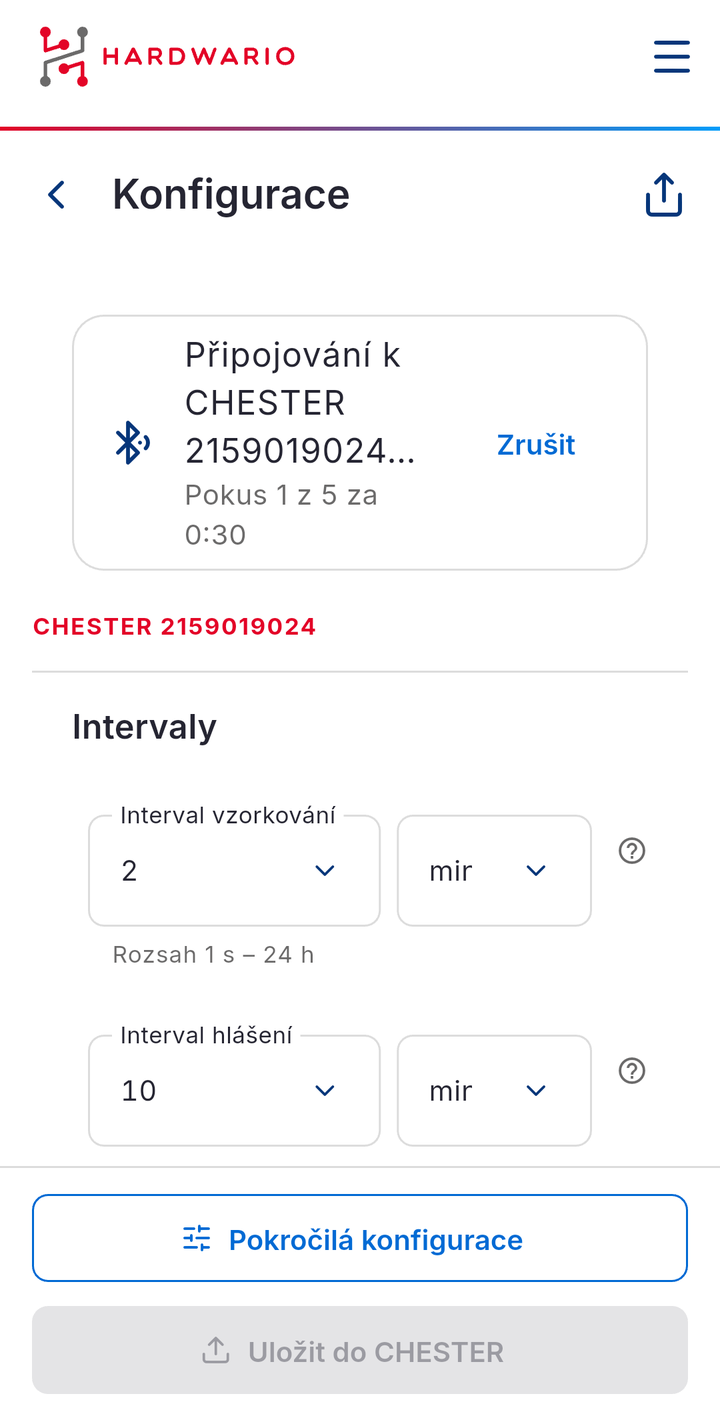 HARDWARIO
Konfigurace
Připojování k
CHESTER
2159019024...
Pokus 1 z 5 za
0:30
Zrušit
CHESTER 2159019024
Intervaly
Interval vzorkování
2
mir
Rozsah 1 s – 24 h
Interval hlášení
10
mir
Pokročilá konfigurace
Uložit do CHESTER